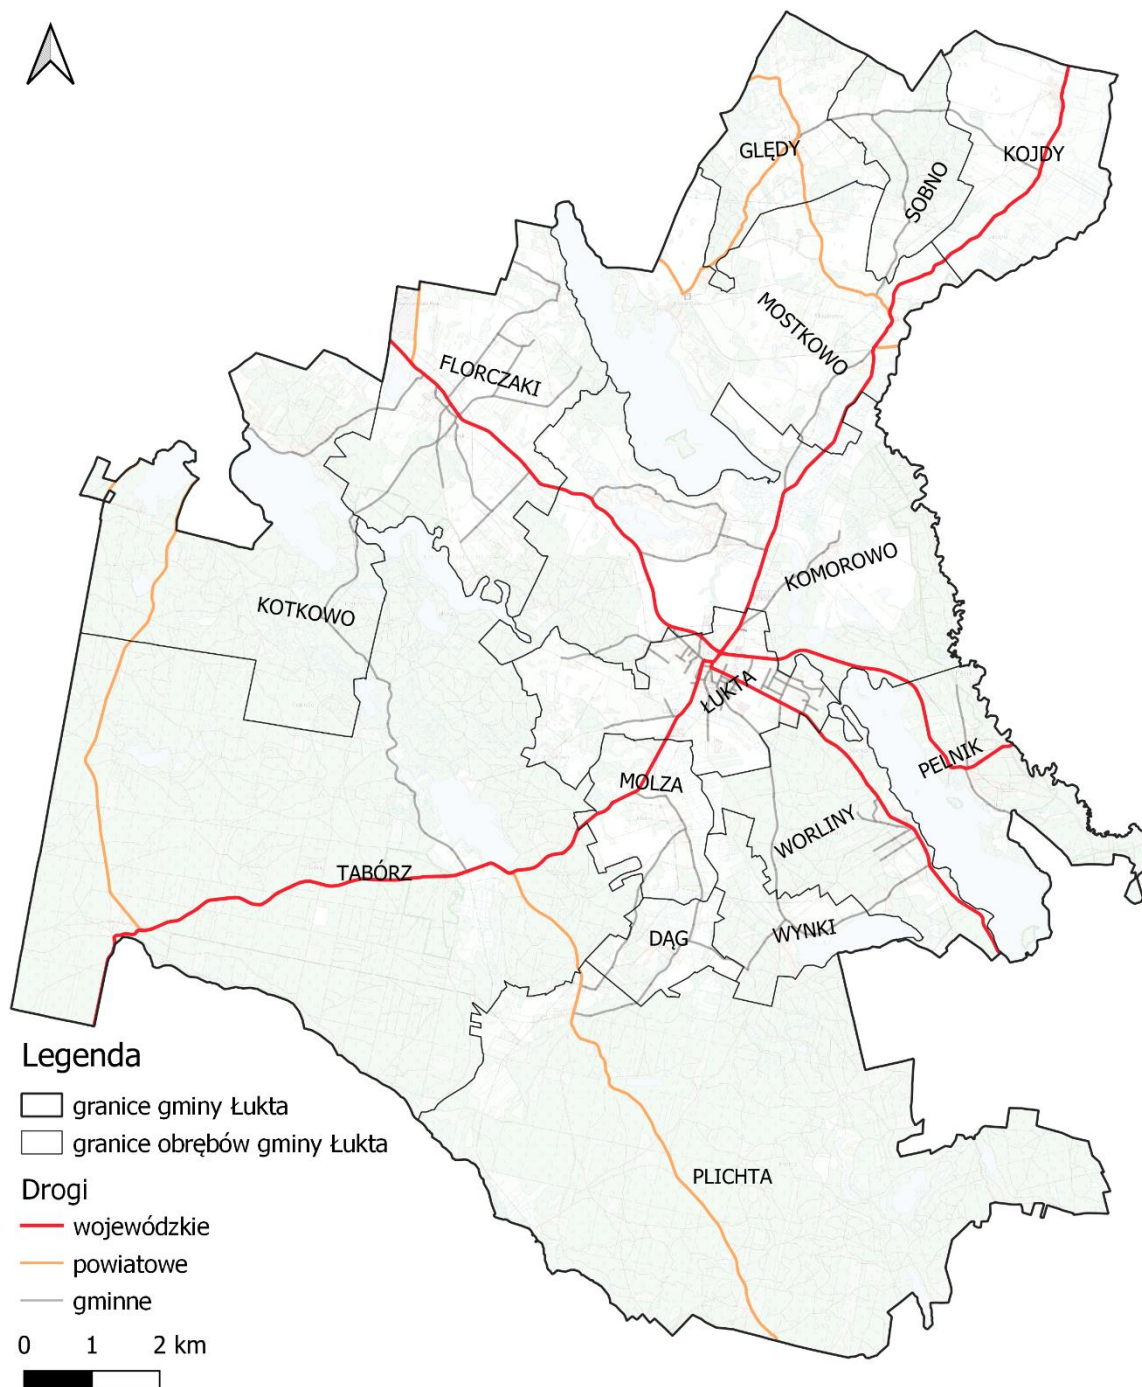 GLĘDY
KOJDY
SOBNO
MOSTKOWO
FLORCZAKI
KOMOROWO
KOTKOWO
ŁUKTA
PELNIK
MOLZA
WORLINY
TABÓRZ
WYNKI
DĄG
PLICHTA
Legenda
granice gminy Łukta
granice obrębów gminy Łukta
Drogi
wojewódzkie
powiatowe
gminne
0 1 2 km